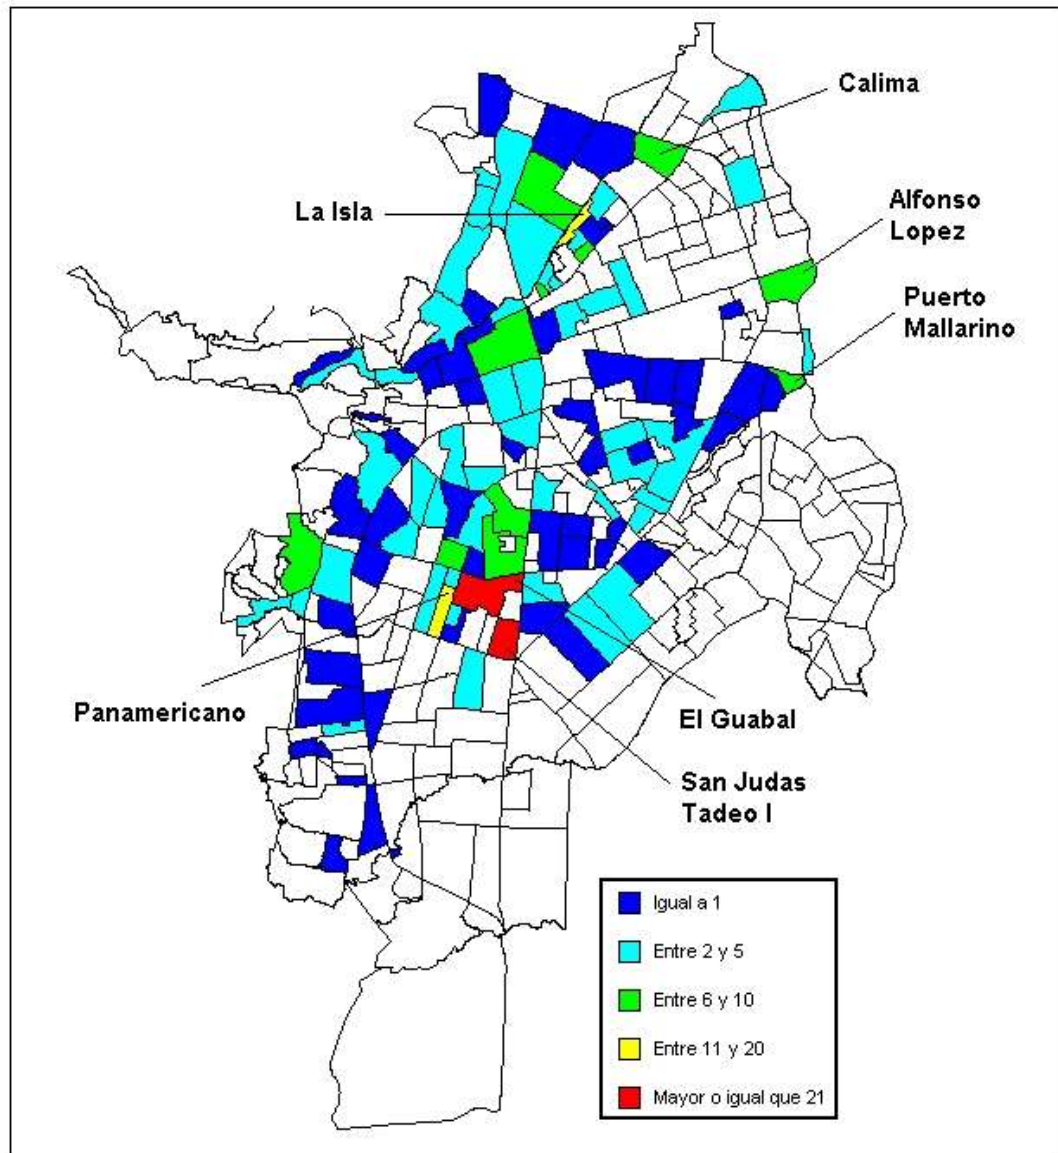 Calima
La Isla
Alfonso
Lopez
Puerto
Mallarino
Panamericano
El Guabal
San Judas
Tadeo I
Igual a 1
Entre 2 y 5
Entre 6 y 10
Entre 11 y 20
Mayor o igual que 21